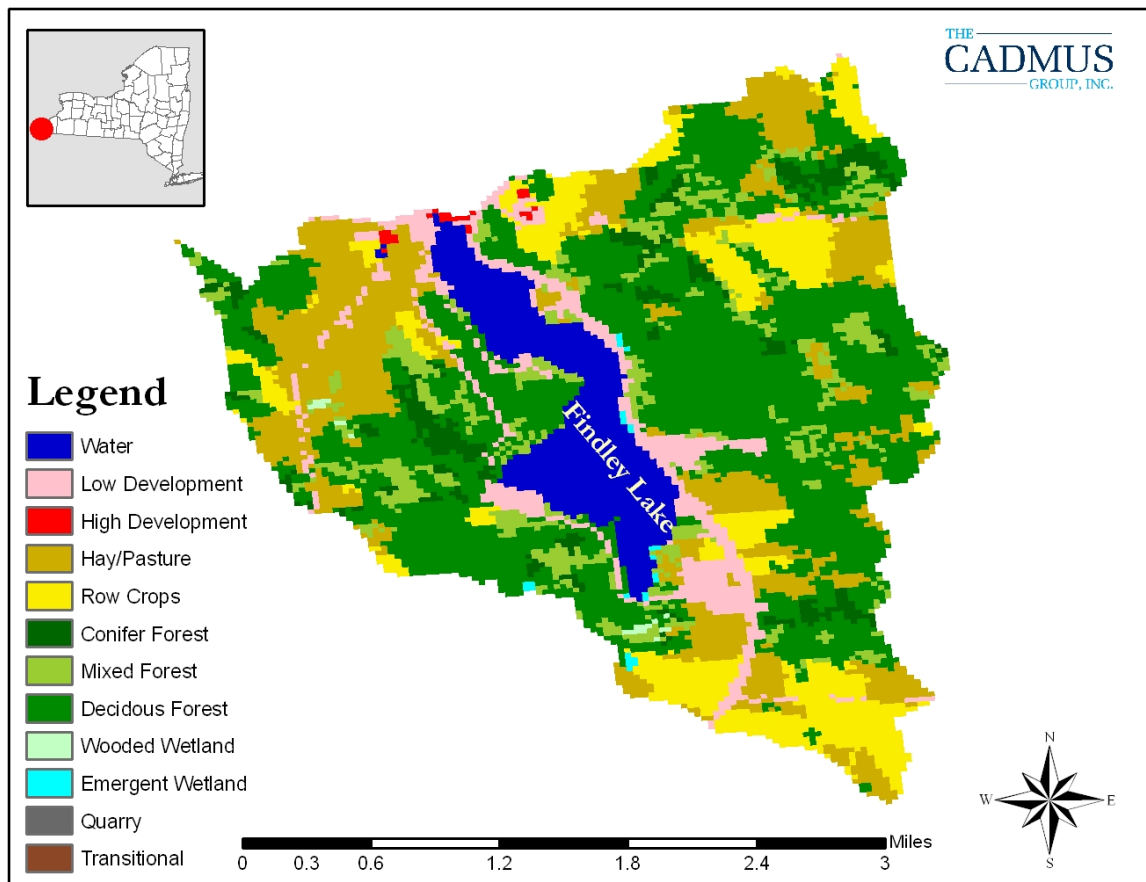 THE
CADMUS
GROUP, INC.
Findley Lake
Legend
Water
Low Development
High Development
Hay/Pasture
Row Crops
Conifer Forest
Mixed Forest
Decidous Forest
Wooded Wetland
Emergent Wetland
Quarry
Transitional
Miles
0 0.3 0.6 1.2 1.8 2.4 3
N
W E
S